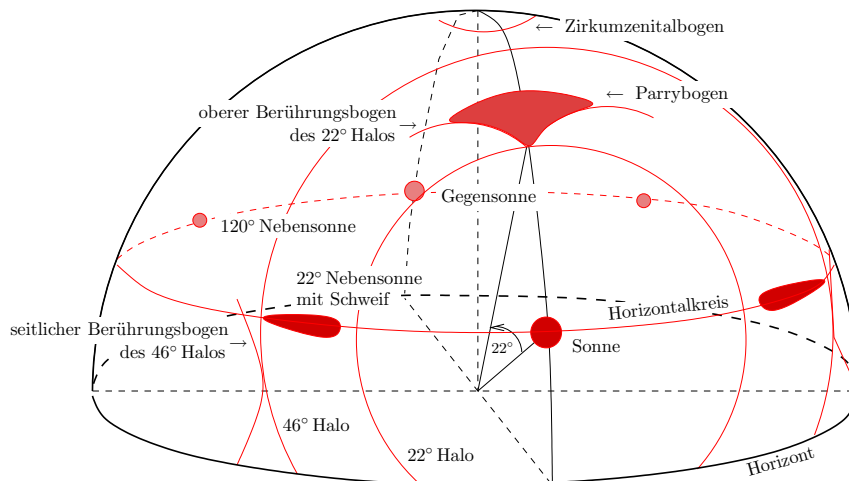 ← Zirkumzenitalbogen
← Parrybogen
oberer Berührungsbogen →
des 22° Halos
Gegensonne
120° Nebensonne
22° Nebensonne
mit Schweif
Horizontalkreis
seitlicher Berührungsbogen
des 46° Halos →
22°
Sonne
46° Halo
22° Halo
Horizont